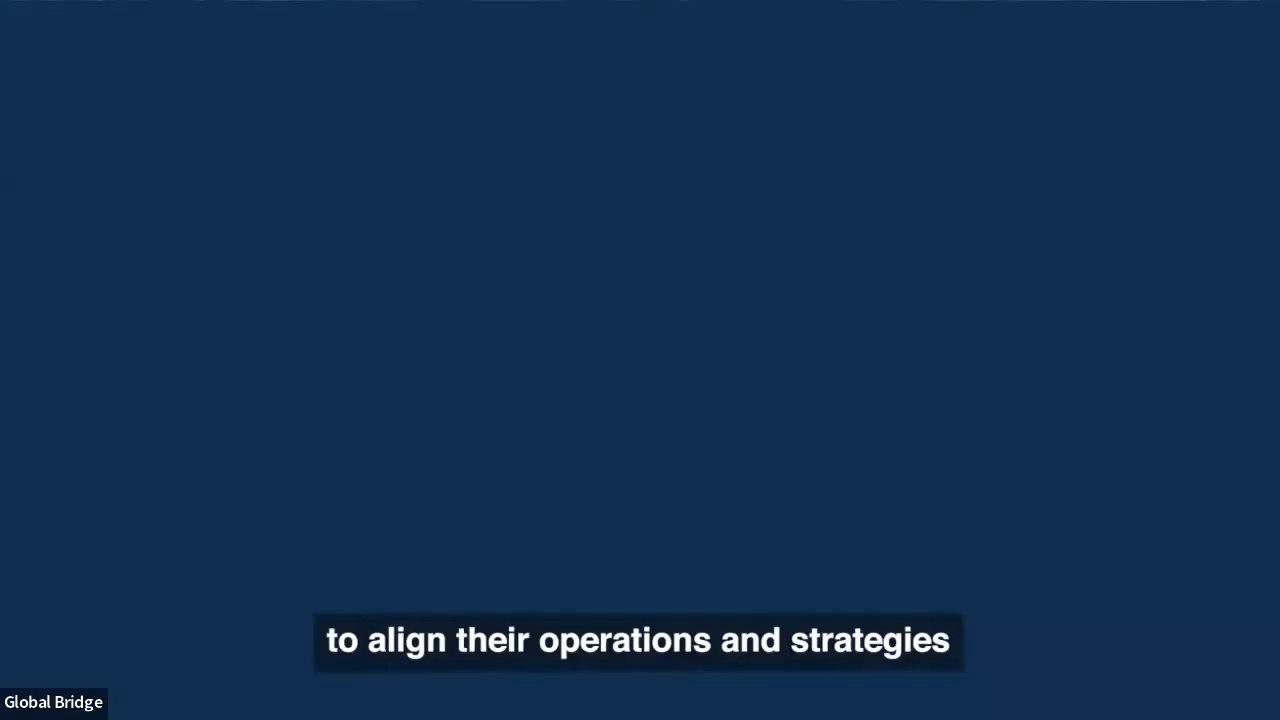 to align their operations and strategies
Global Bridge